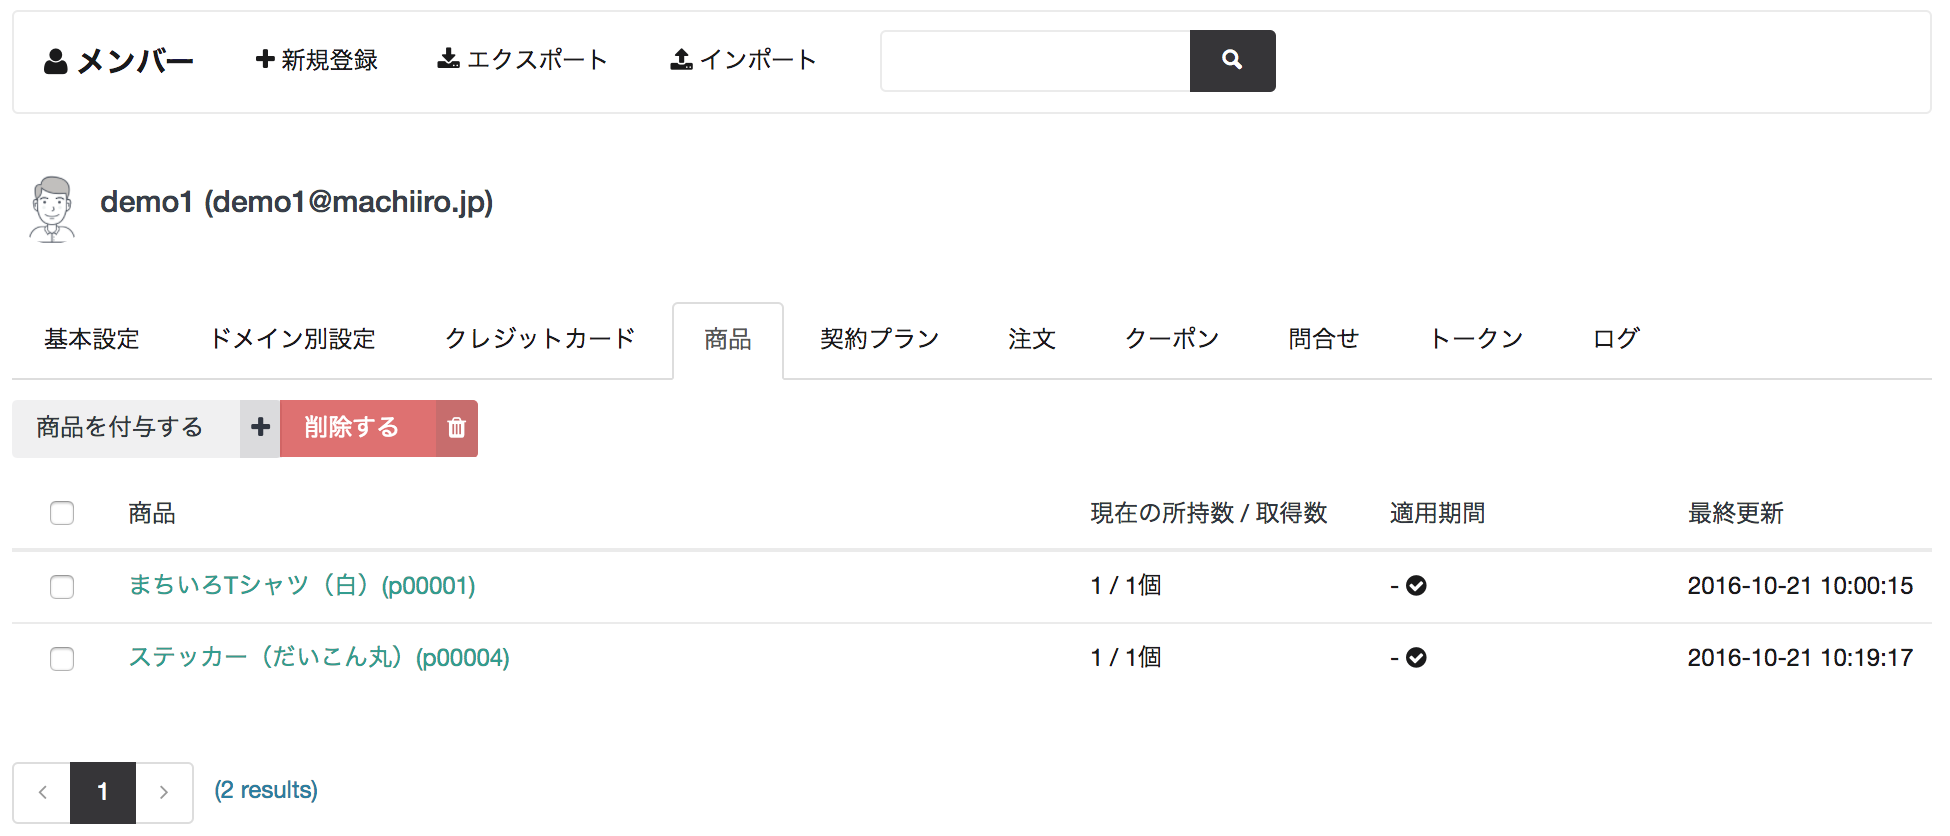 メンバー 新規登録 エクスポート インポート
demo1 (demo1@machiiro.jp)
基本設定 ドメイン別設定 クレジットカード 商品 契約プラン 注文 クーポン 問合せ トークン ログ
商品を付与する 削除する
商品 現在の所持数 / 取得数 適用期間 最終更新
まちいろTシャツ（白）(p00001) 1 / 1個 - 2016-10-21 10:00:15
ステッカー（だいこん丸）(p00004) 1 / 1個 - 2016-10-21 10:19:17
‹ 1 › (2 results)